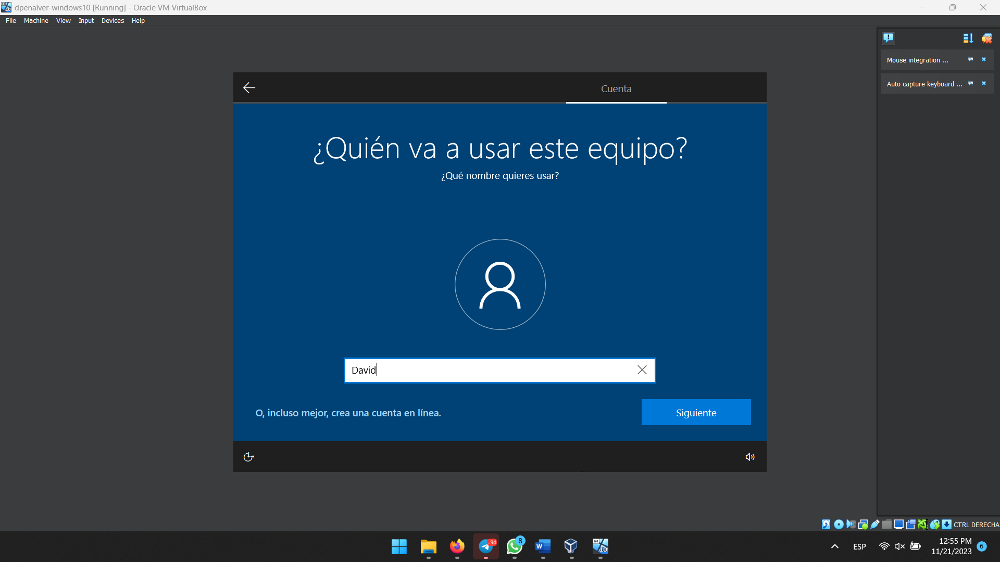 dpenalver-windows10 [Running] - Oracle VM VirtualBox
File Machine View Input Devices Help
Mouse integration ...
Auto capture keyboard ...
Cuenta
¿Quién va a usar este equipo?
¿Qué nombre quieres usar?
David
O, incluso mejor, crea una cuenta en línea.
Siguiente
CTRL DERECHA
..94
8
W
64
10
ESP
12:55 PM
11/21/2023
6